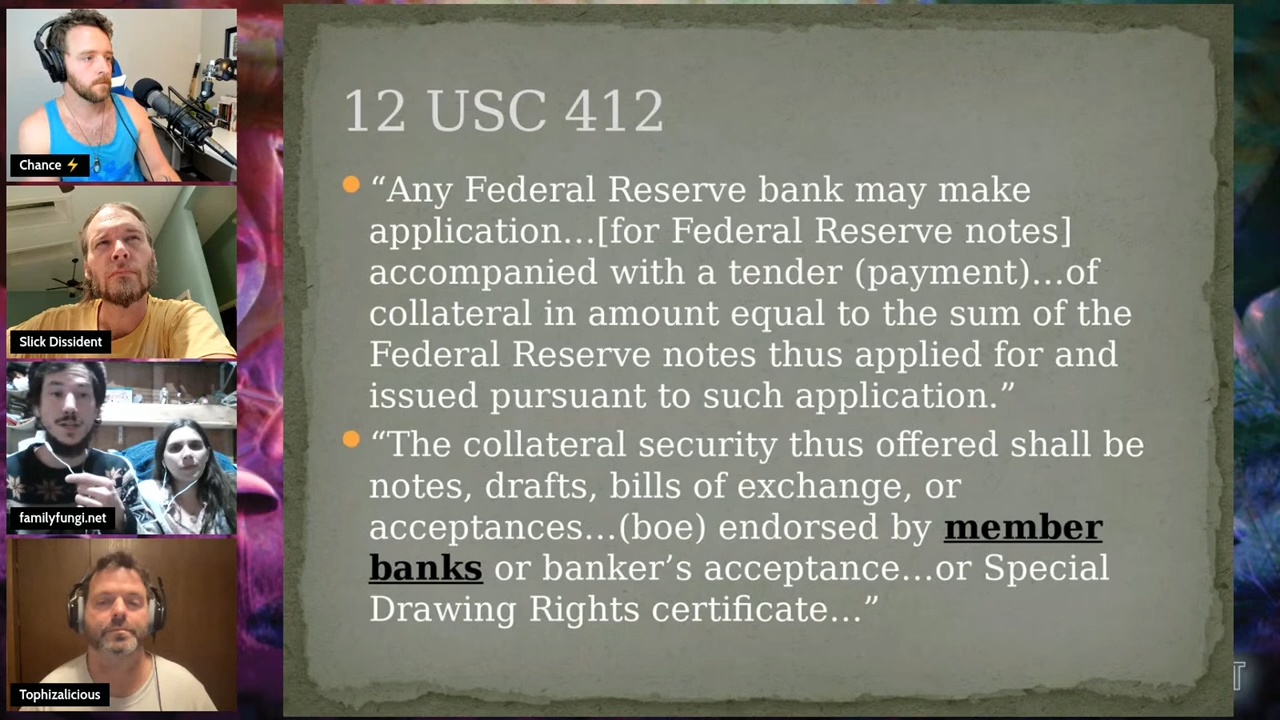 Chance ⚡
Slick Dissident
familyfungi.net
Tophizalicious
12 USC 412
“Any Federal Reserve bank may make
application…[for Federal Reserve notes]
accompanied with a tender (payment)…of
collateral in amount equal to the sum of the
Federal Reserve notes thus applied for and
issued pursuant to such application.”
“The collateral security thus offered shall be
notes, drafts, bills of exchange, or
acceptances…(boe) endorsed by member
banks or banker’s acceptance…or Special
Drawing Rights certificate…”